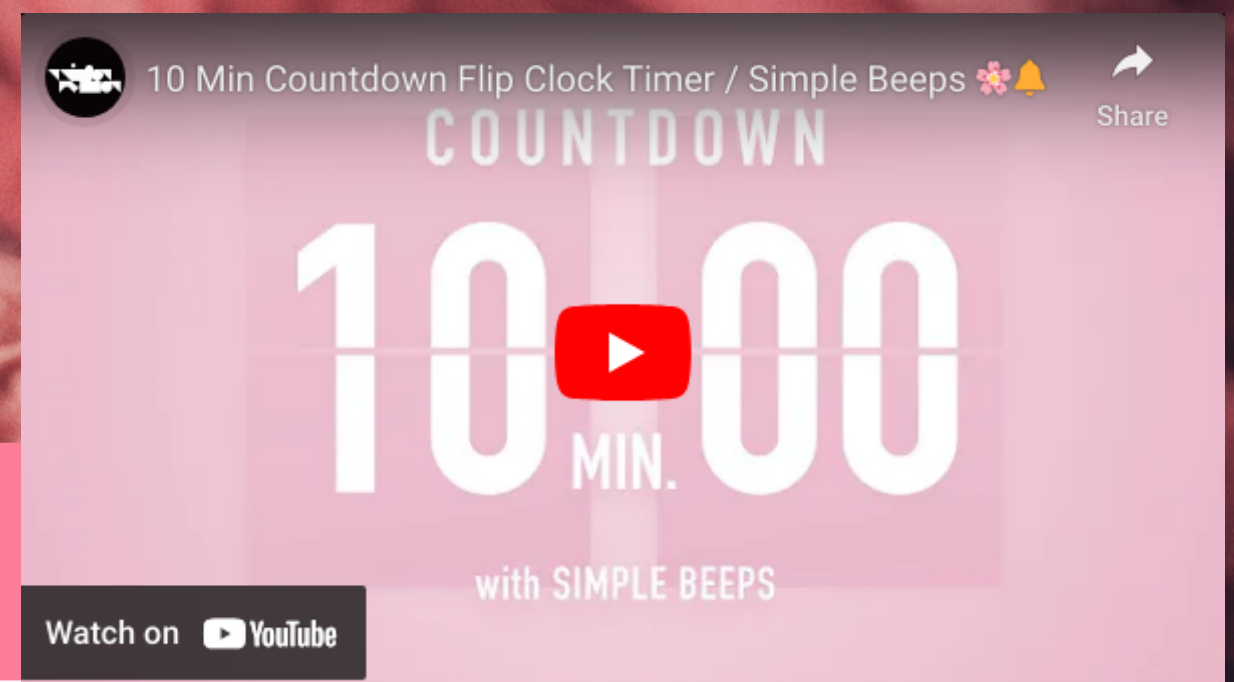 10 Min Countdown Flip Clock Timer / Simple Beeps 🌸🔔
Share
COUNTDOWN
10 00
MIN.
with SIMPLE BEEPS
Watch on YouTube